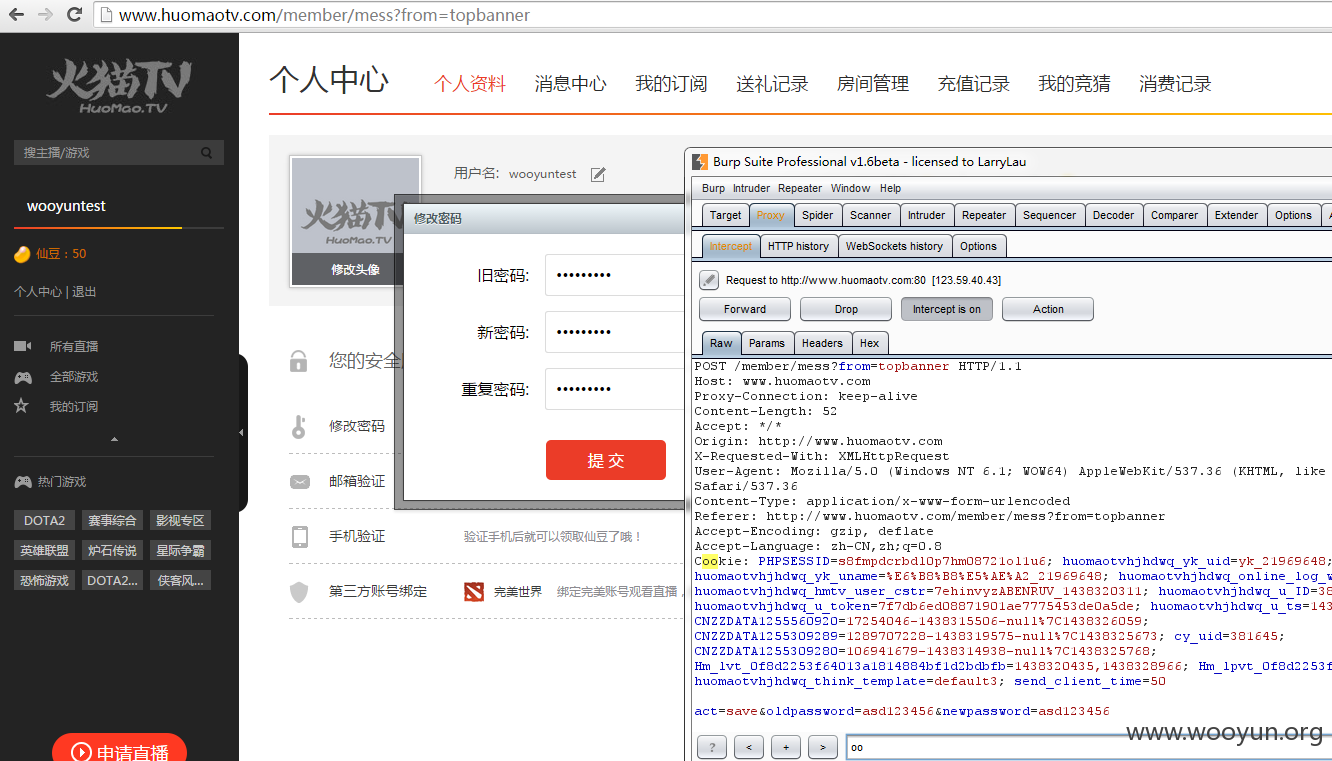 www.huomaotv.com/member/mess?from=topbanner
火猫TV
HuoMao.TV
搜主播/游戏
wooyuntest
仙豆：50
个人中心 | 退出
所有直播
全部游戏
我的订阅
热门游戏
DOTA2 赛事综合 影视专区
英雄联盟 炉石传说 星际争霸
恐怖游戏 DOTA2... 侠客风...
申请直播
个人中心 个人资料 消息中心 我的订阅 送礼记录 房间管理 充值记录 我的竞猜 消费记录
火猫TV
HuoMao.TV
修改头像
用户名: wooyuntest
您的安全
修改密码
邮箱验证
手机验证 验证手机后就可以领取仙豆了哦！
第三方账号绑定 完美世界 绑定完美账号观看直播，
修改密码
旧密码: •••••••••
新密码: •••••••••
重复密码: •••••••••
提 交
Burp Suite Professional v1.6beta - licensed to LarryLau
Burp Intruder Repeater Window Help
Target Proxy Spider Scanner Intruder Repeater Sequencer Decoder Comparer Extender Options
Intercept HTTP history WebSockets history Options
Request to http://www.huomaotv.com:80 [123.59.40.43]
Forward Drop Intercept is on Action
Raw Params Headers Hex
POST /member/mess?from=topbanner HTTP/1.1
Host: www.huomaotv.com
Proxy-Connection: keep-alive
Content-Length: 52
Accept: */*
Origin: http://www.huomaotv.com
X-Requested-With: XMLHttpRequest
User-Agent: Mozilla/5.0 (Windows NT 6.1; WOW64) AppleWebKit/537.36 (KHTML, like
Safari/537.36
Content-Type: application/x-www-form-urlencoded
Referer: http://www.huomaotv.com/member/mess?from=topbanner
Accept-Encoding: gzip, deflate
Accept-Language: zh-CN,zh;q=0.8
Cookie: PHPSESSID=s8fmpdcrbdl0p7hm08721ol1u6; huomaotvhjhdwq_yk_uid=yk_21969648;
huomaotvhjhdwq_yk_uname=%E6%B8%B8%E5%AE%A2_21969648; huomaotvhjhdwq_online_log_w
huomaotvhjhdwq_hmtv_user_cstr=7ehinvyzABENRUV_1438320311; huomaotvhjhdwq_u_ID=38
huomaotvhjhdwq_u_token=7f7db6ed08871901ae7775453de0a5de; huomaotvhjhdwq_u_ts=143
CNZZDATA1255560920=17254046-1438315506-null%7C1438326059;
CNZZDATA1255309289=1289707228-1438319575-null%7C1438325673; cy_uid=381645;
CNZZDATA1255309280=106941679-1438314938-null%7C1438325768;
Hm_lvt_0f8d2253f64013a1814884bf1d2bdbfb=1438320435,1438328966; Hm_lpvt_0f8d2253f
huomaotvhjhdwq_think_template=default3; send_client_time=50
act=save&oldpassword=asd123456&newpassword=asd123456
? < + > oo
www.wooyun.org